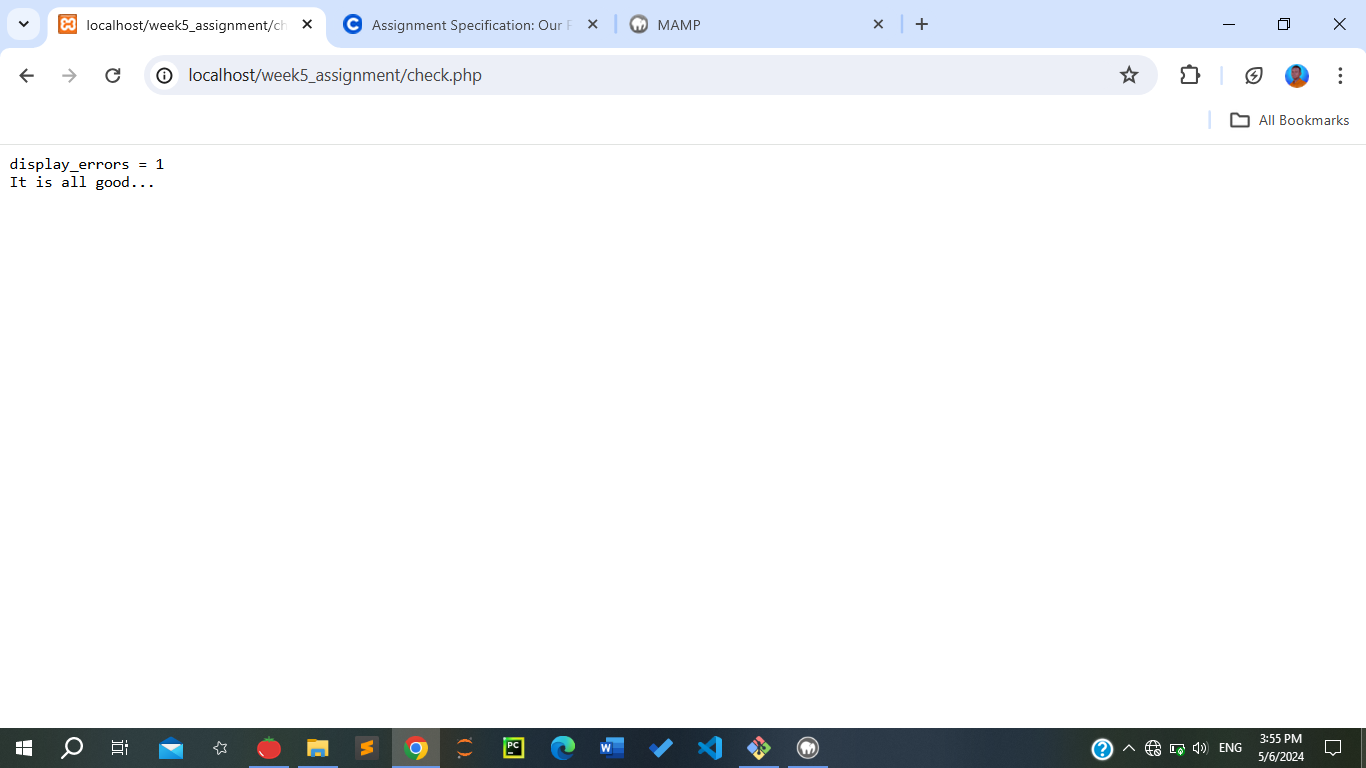 localhost/week5_assignment/ch
Assignment Specification: Our P
MAMP
localhost/week5_assignment/check.php
All Bookmarks
display_errors = 1
It is all good...
PC
W
ENG
3:55 PM
5/6/2024